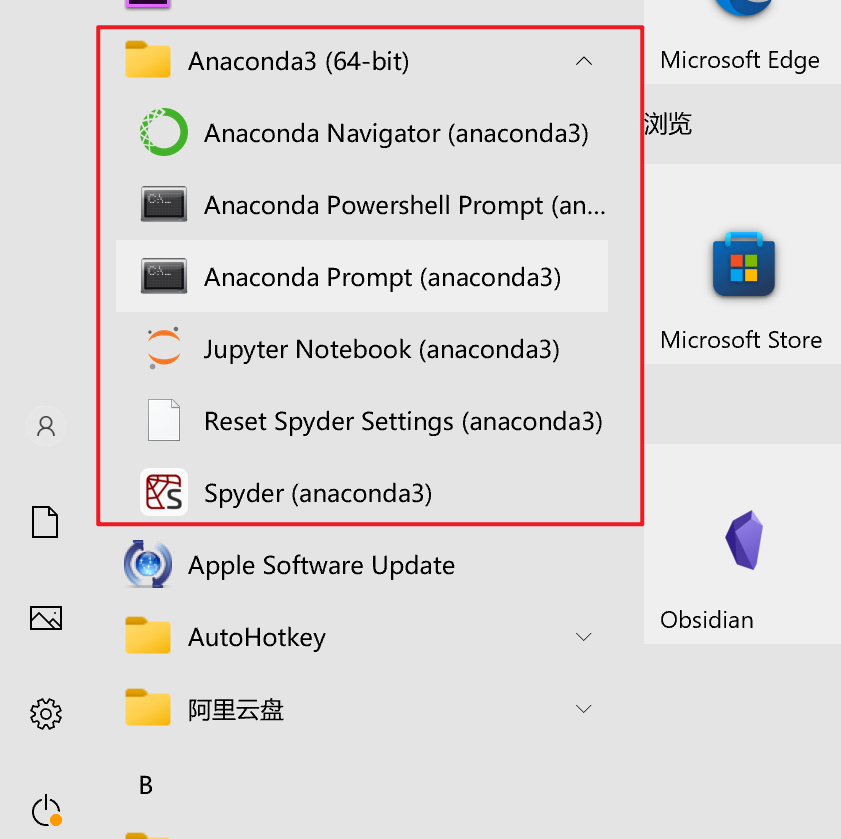 Anaconda3 (64-bit)
Anaconda Navigator (anaconda3)
Anaconda Powershell Prompt (an...
Anaconda Prompt (anaconda3)
Jupyter Notebook (anaconda3)
Reset Spyder Settings (anaconda3)
Spyder (anaconda3)
Apple Software Update
AutoHotkey
阿里云盘
B
Microsoft Edge
浏览
Microsoft Store
Obsidian